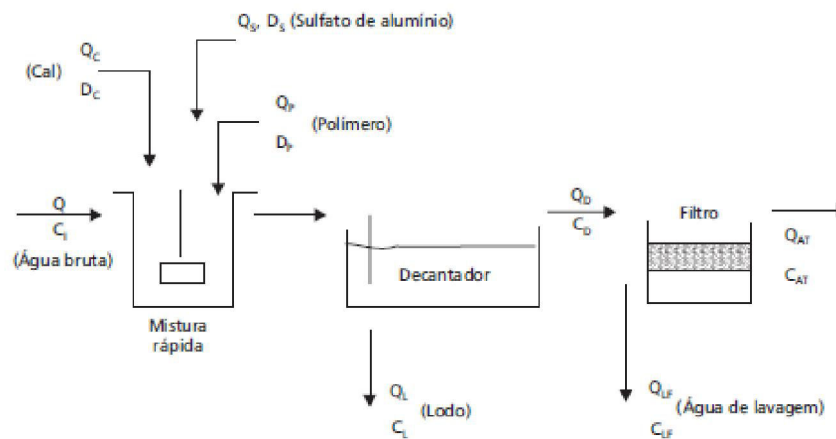 Q_S, D_S (Sulfato de alumínio)
Q_C
(Cal)
D_C
Q_P
(Polímero)
D_P
Q
C_I
(Água bruta)
Mistura
rápida
Decantador
Q_D
C_D
Filtro
Q_AT
C_AT
Q_L
(Lodo)
C_L
Q_LF
(Água de lavagem)
C_LF